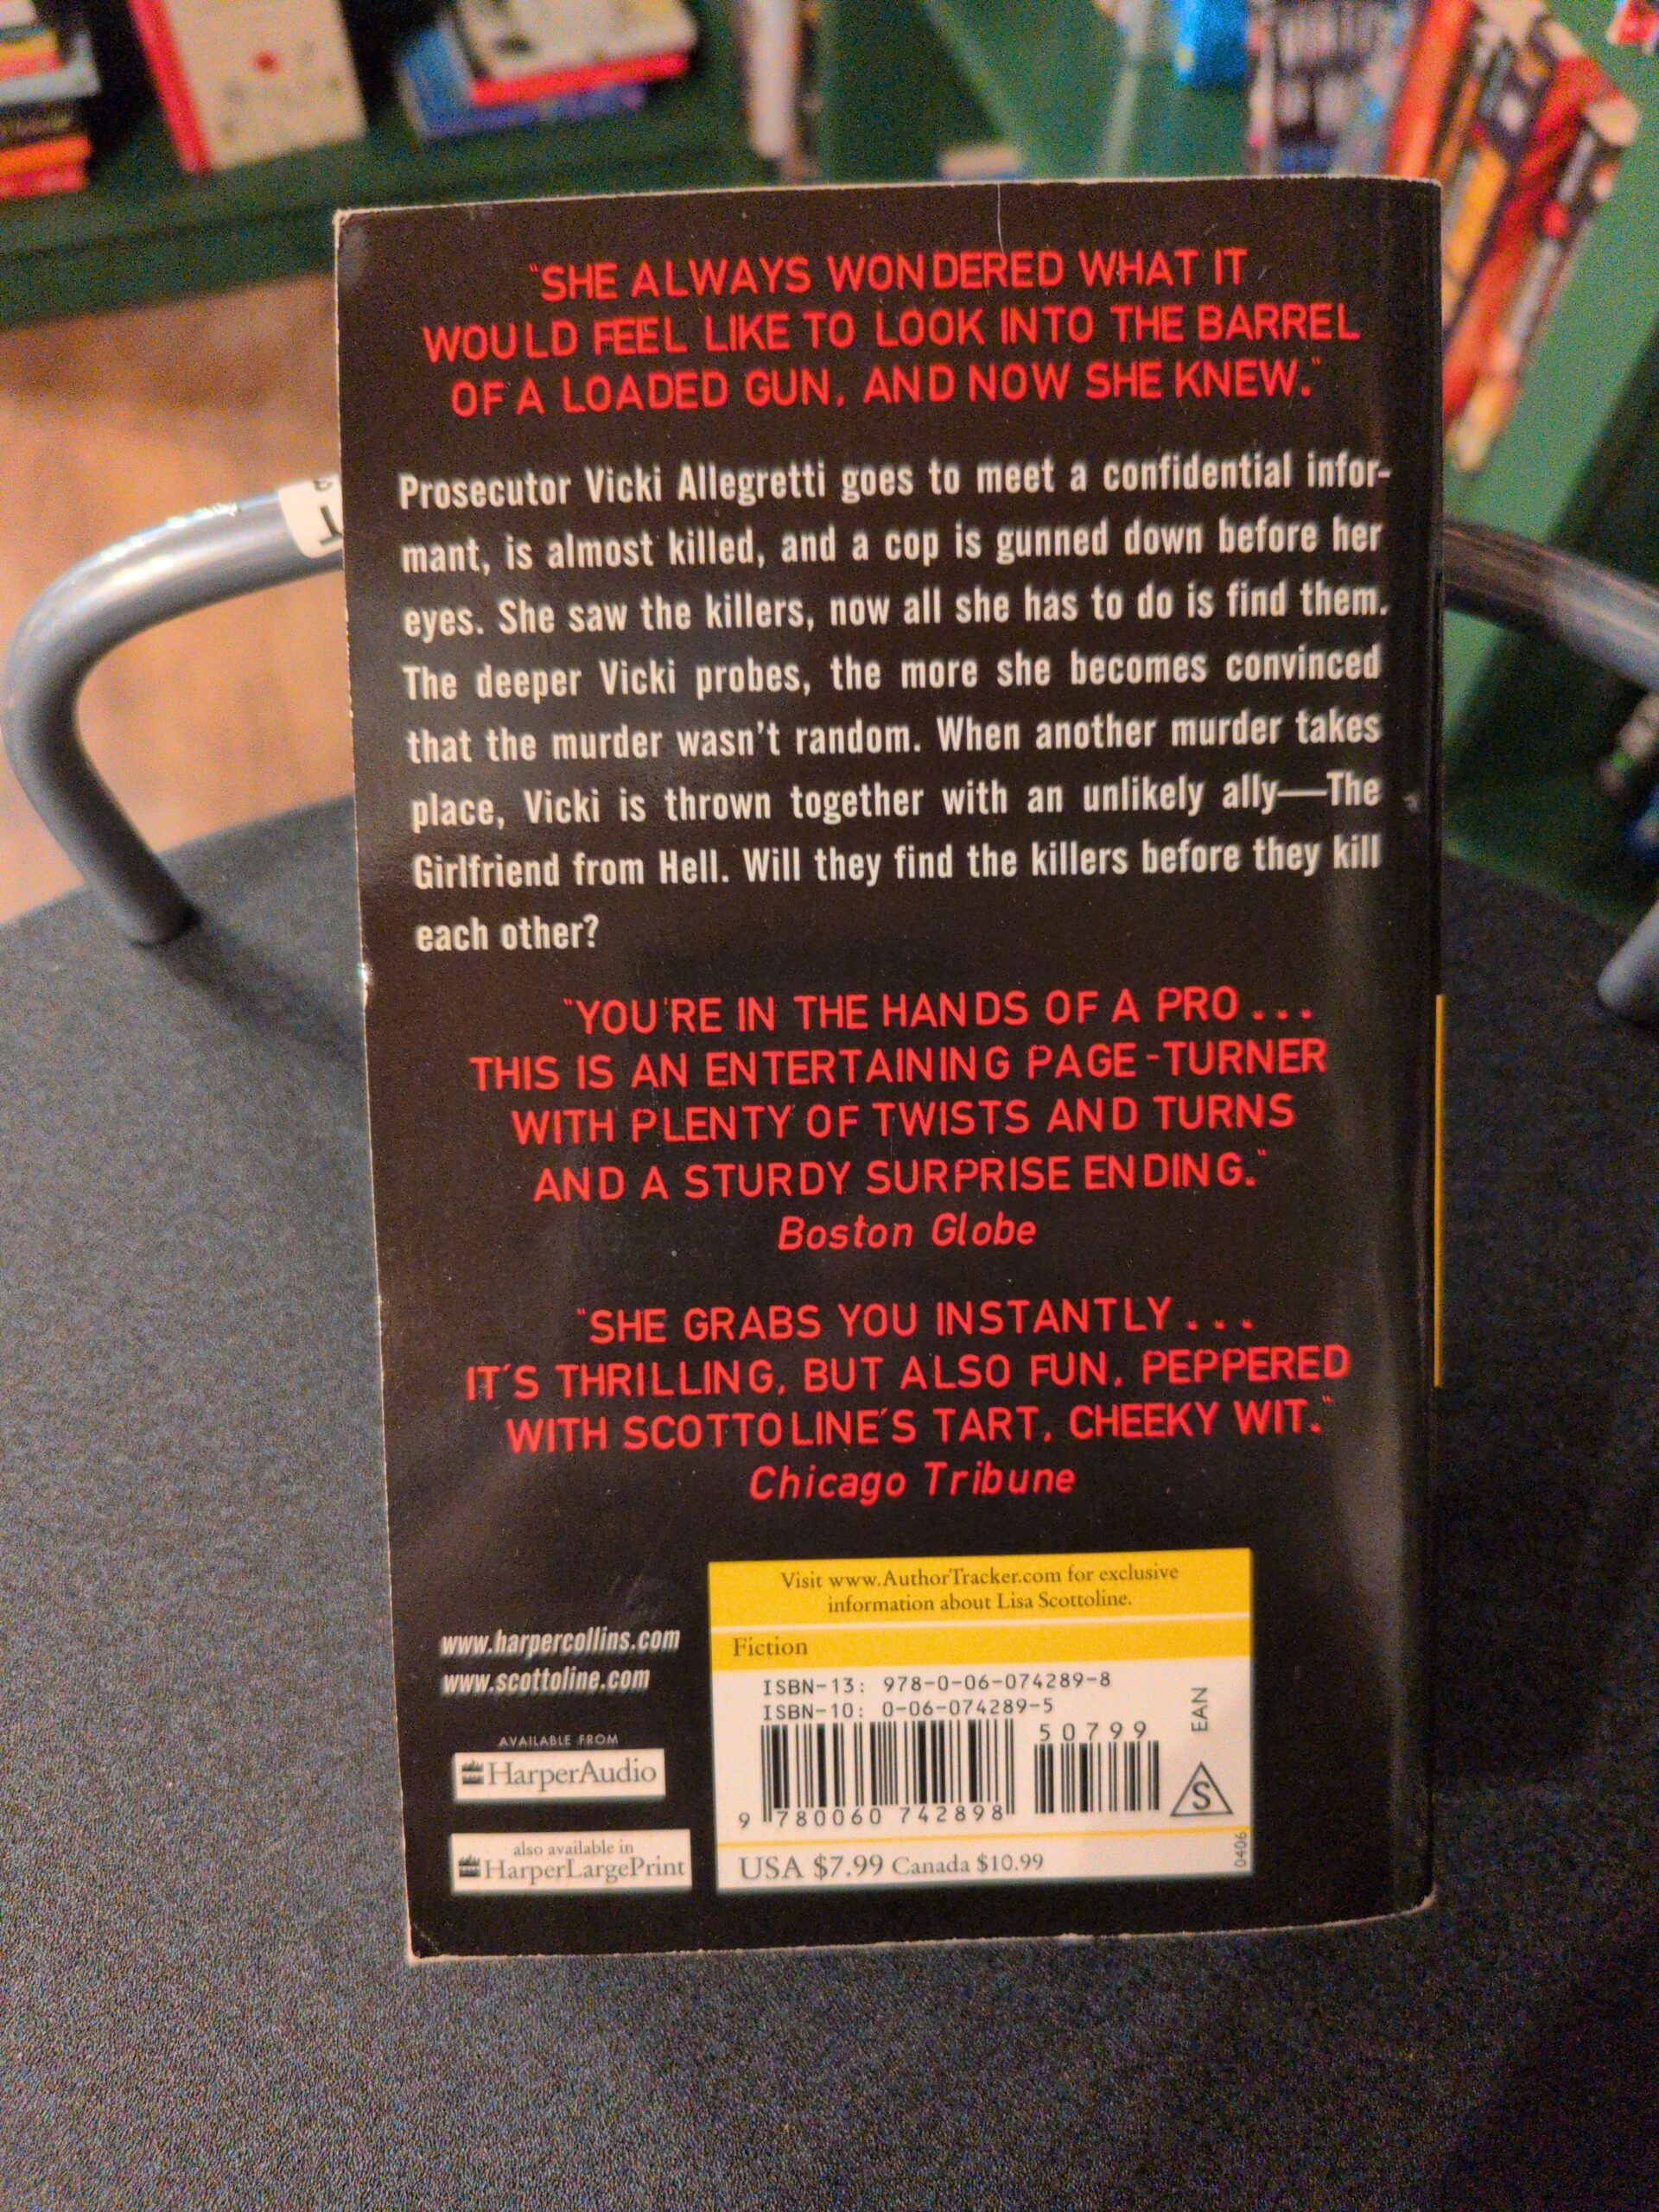 "SHE ALWAYS WONDERED WHAT IT
WOULD FEEL LIKE TO LOOK INTO THE BARREL
OF A LOADED GUN, AND NOW SHE KNEW."
Prosecutor Vicki Allegretti goes to meet a confidential infor-
mant, is almost killed, and a cop is gunned down before her
eyes. She saw the killers, now all she has to do is find them.
The deeper Vicki probes, the more she becomes convinced
that the murder wasn't random. When another murder takes
place, Vicki is thrown together with an unlikely ally—The
Girlfriend from Hell. Will they find the killers before they kill
each other?
"YOU'RE IN THE HANDS OF A PRO...
THIS IS AN ENTERTAINING PAGE-TURNER
WITH PLENTY OF TWISTS AND TURNS
AND A STURDY SURPRISE ENDING."
Boston Globe
"SHE GRABS YOU INSTANTLY...
IT'S THRILLING, BUT ALSO FUN, PEPPERED
WITH SCOTTOLINE'S TART, CHEEKY WIT."
Chicago Tribune
www.harpercollins.com
www.scottoline.com
AVAILABLE FROM
HarperAudio
also available in
HarperLargePrint
Visit www.AuthorTracker.com for exclusive
information about Lisa Scottoline.
Fiction
ISBN-13: 978-0-06-074289-8
ISBN-10: 0-06-074289-5
50799
EAN
S
9 780060 742898
USA $7.99 Canada $10.99
0406